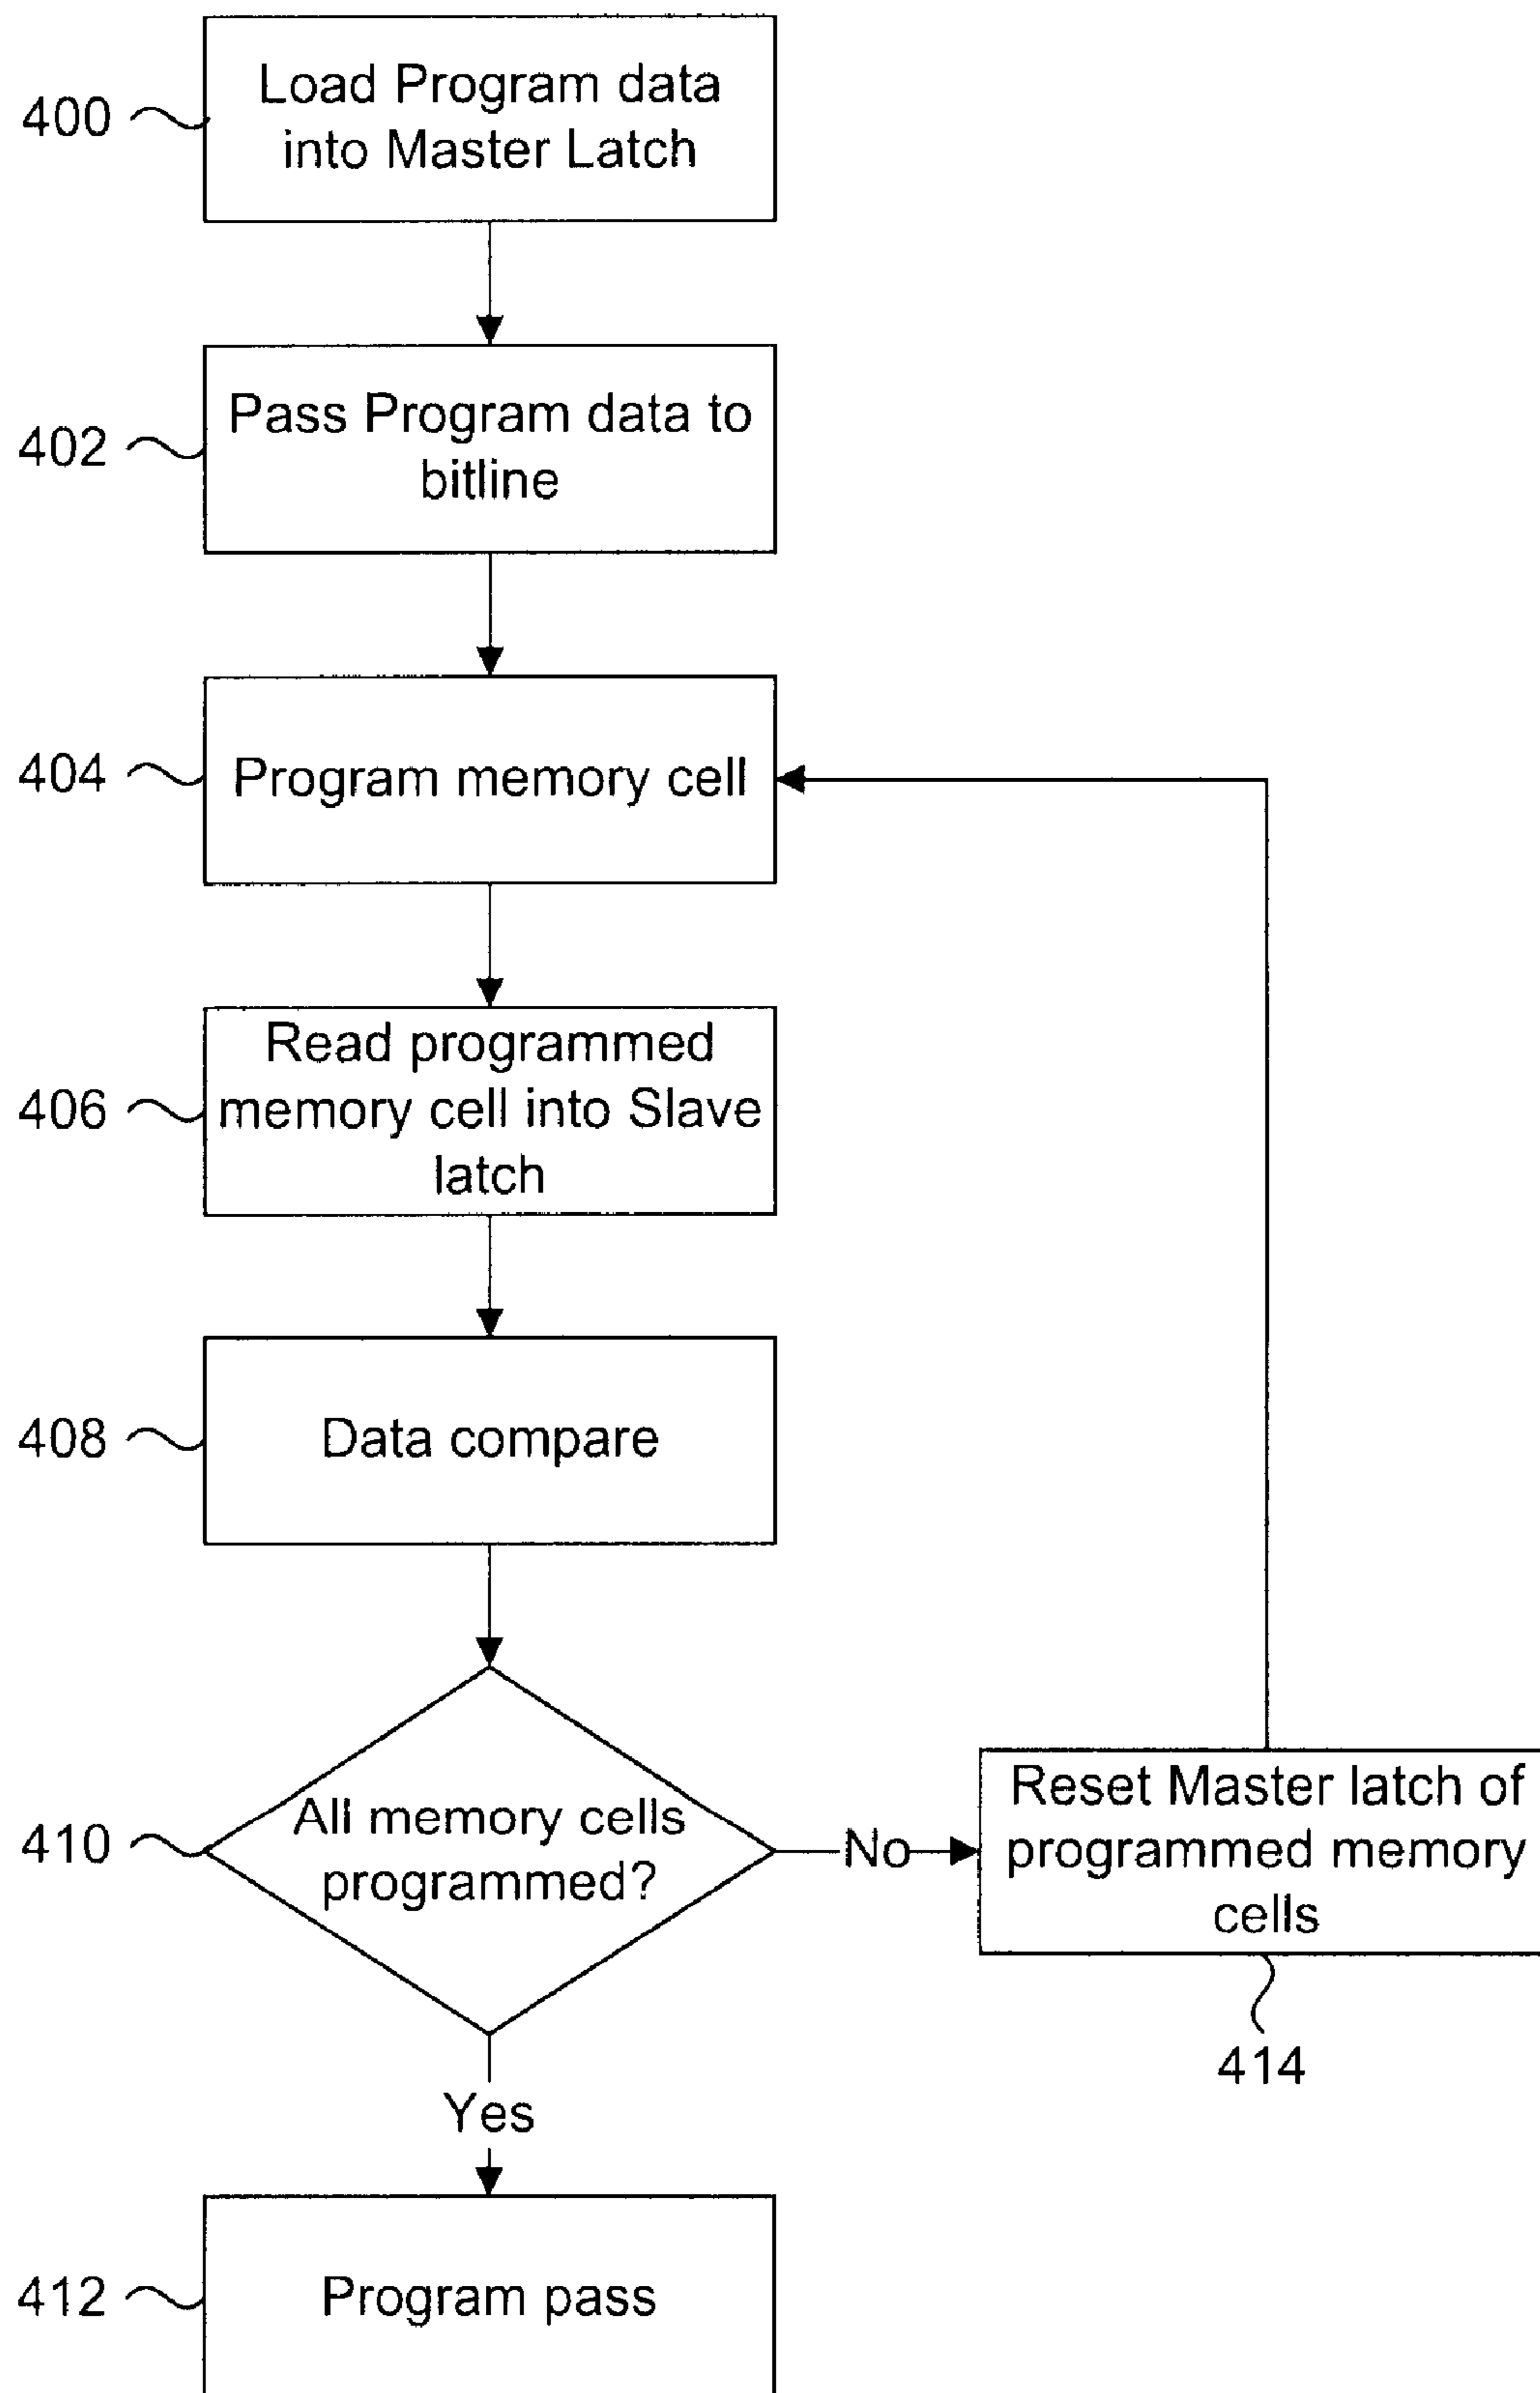 400
Load Program data
into Master Latch
402
Pass Program data to
bitline
404
Program memory cell
406
Read programmed
memory cell into Slave
latch
408
Data compare
410
All memory cells
programmed?
No
Reset Master latch of
programmed memory
cells
414
Yes
412
Program pass